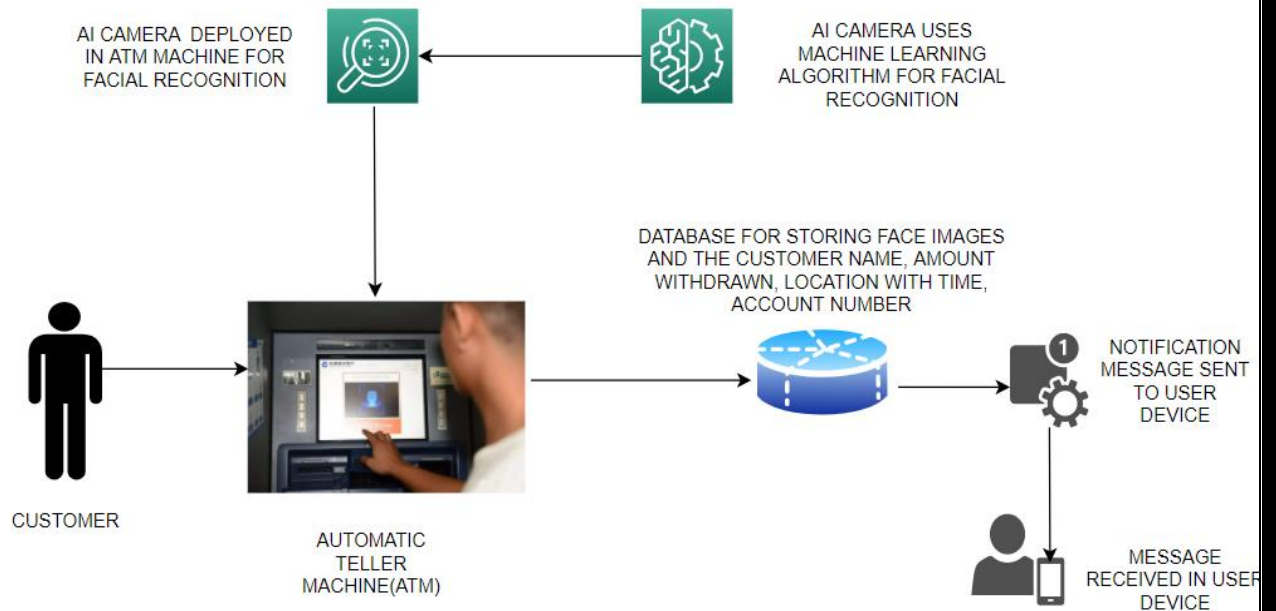 AI CAMERA DEPLOYED
IN ATM MACHINE FOR
FACIAL RECOGNITION
AI CAMERA USES
MACHINE LEARNING
ALGORITHM FOR FACIAL
RECOGNITION
DATABASE FOR STORING FACE IMAGES
AND THE CUSTOMER NAME, AMOUNT
WITHDRAWN, LOCATION WITH TIME,
ACCOUNT NUMBER
1
NOTIFICATION
MESSAGE SENT
TO USER
DEVICE
CUSTOMER
AUTOMATIC
TELLER
MACHINE(ATM)
MESSAGE
RECEIVED IN USER
DEVICE